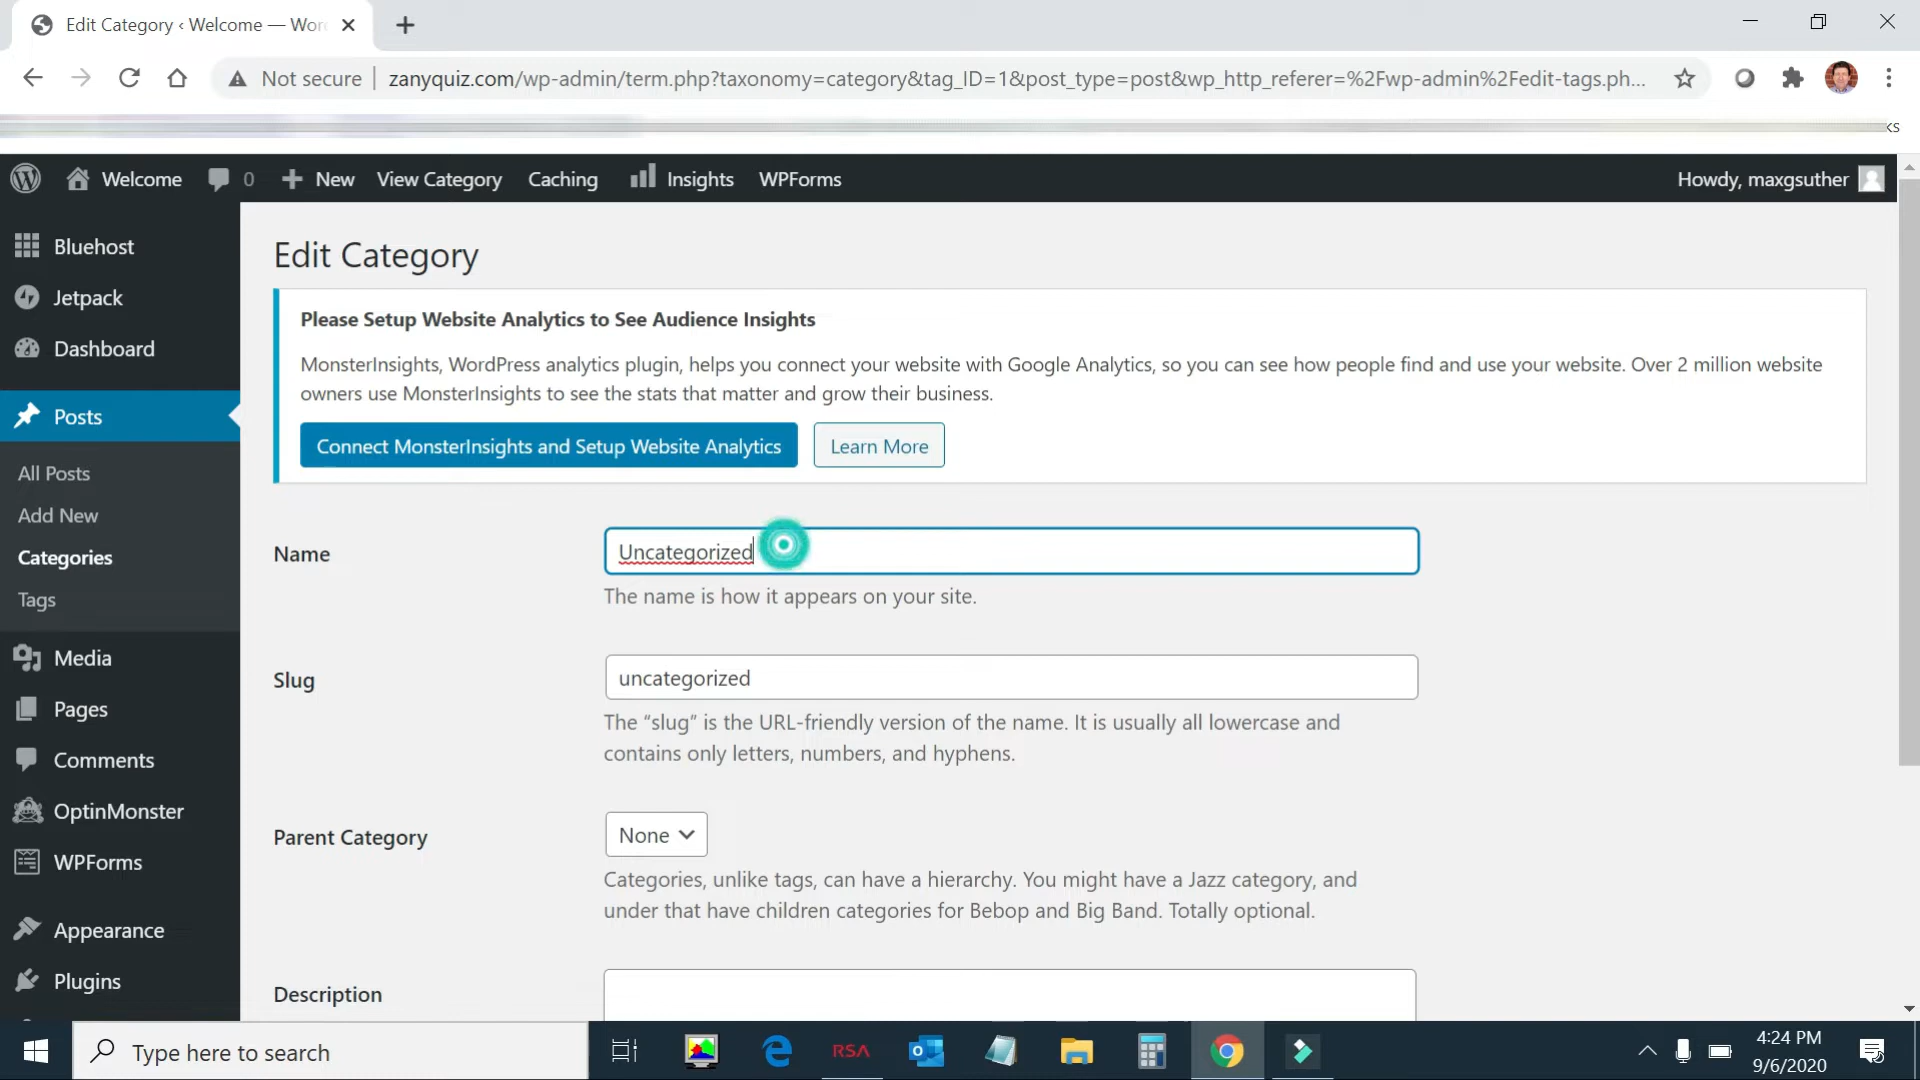 Edit Category ‹ Welcome — Wor
Not secure
zanyquiz.com/wp-admin/term.php?taxonomy=category&tag_ID=1&post_type=post&wp_http_referer=%2Fwp-admin%2Fedit-tags.ph...
ks
Welcome
0
New
View Category
Caching
Insights
WPForms
Howdy, maxgsuther
Bluehost
Jetpack
Dashboard
Posts
All Posts
Add New
Categories
Tags
Media
Pages
Comments
OptinMonster
WPForms
Appearance
Plugins
Edit Category
Please Setup Website Analytics to See Audience Insights
MonsterInsights, WordPress analytics plugin, helps you connect your website with Google Analytics, so you can see how people find and use your website. Over 2 million website
owners use MonsterInsights to see the stats that matter and grow their business.
Connect MonsterInsights and Setup Website Analytics
Learn More
Name
Uncategorized
The name is how it appears on your site.
Slug
uncategorized
The “slug” is the URL-friendly version of the name. It is usually all lowercase and
contains only letters, numbers, and hyphens.
Parent Category
None
Categories, unlike tags, can have a hierarchy. You might have a Jazz category, and
under that have children categories for Bebop and Big Band. Totally optional.
Description
Type here to search
RSA
4:24 PM
9/6/2020